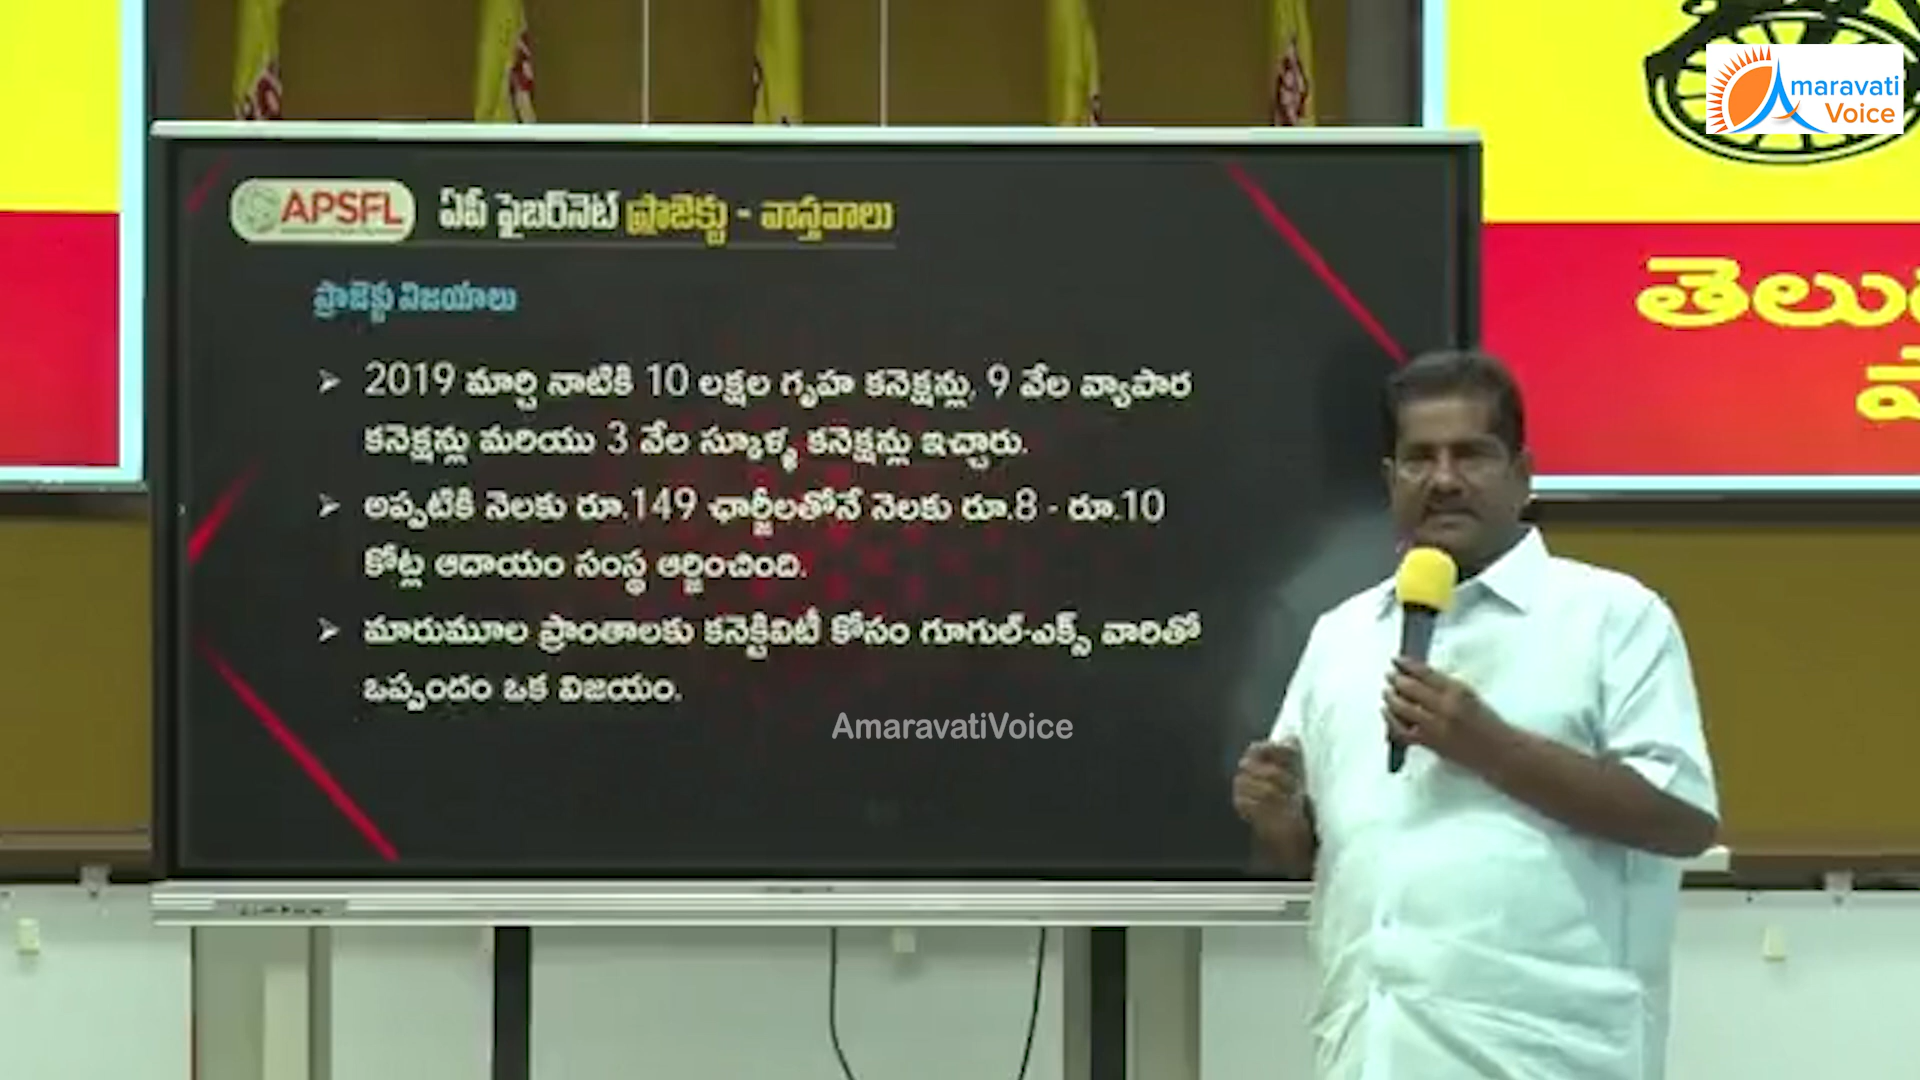 Amaravati
Voice
APSFL
ఏపీ ఫైబర్‌నెట్ ప్రాజెక్టు - వాస్తవాలు
ప్రాజెక్టు విజయాలు
➤ 2019 మార్చి నాటికి 10 లక్షల గృహ కనెక్షన్లు, 9 వేల వ్యాపార
కనెక్షన్లు మరియు 3 వేల స్కూళ్ళ కనెక్షన్లు ఇచ్చారు.
➤ అప్పటికి నెలకు రూ.149 ఛార్జీలతోనే నెలకు రూ.8 - రూ.10
కోట్ల ఆదాయం సంస్థ ఆర్జించింది.
➤ మారుమూల ప్రాంతాలకు కనెక్టివిటీ కోసం గూగుల్-ఎక్స్ వారితో
ఒప్పందం ఒక విజయం.
AmaravatiVoice
తెలుగ
పా